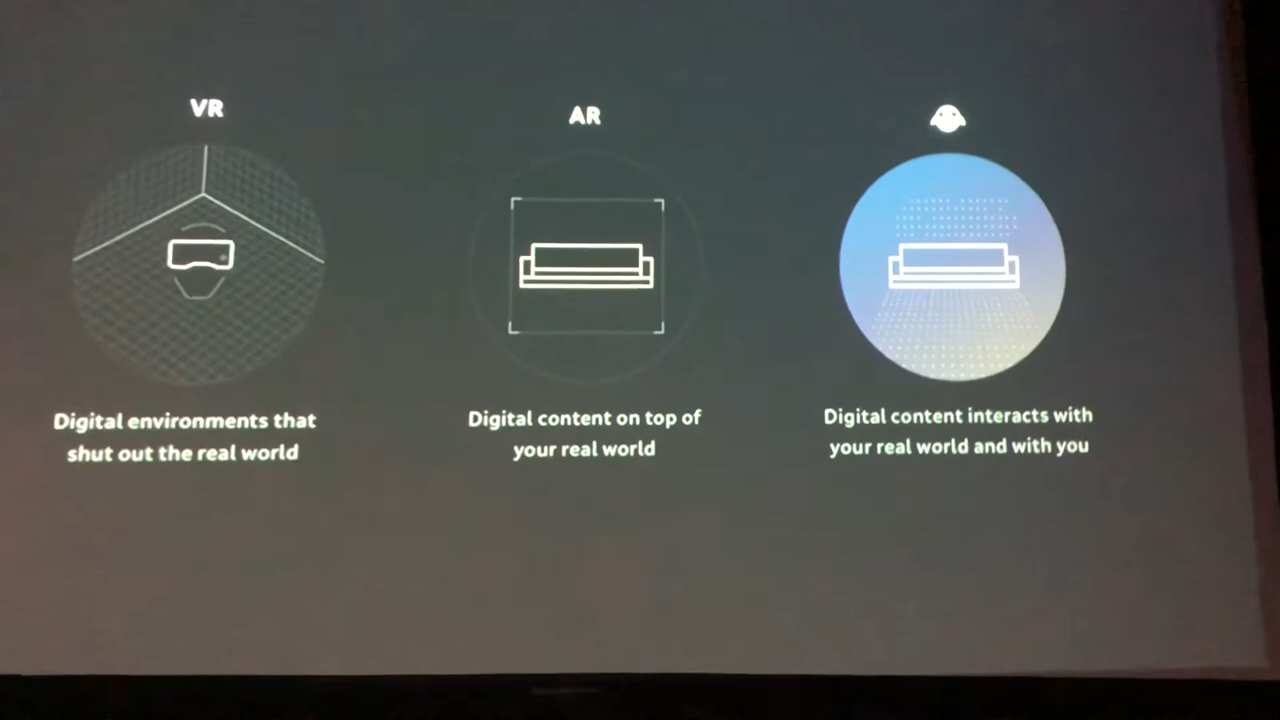 VR
AR
Digital environments that
shut out the real world
Digital content on top of
your real world
Digital content interacts with
your real world and with you